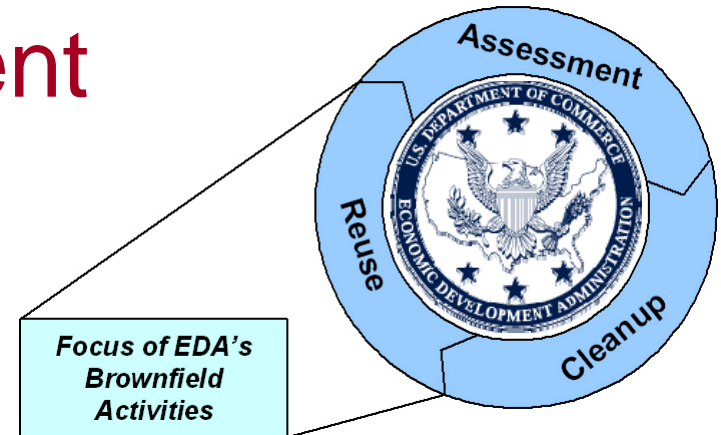 ent
Assessment
U.S. DEPARTMENT OF COMMERCE
ECONOMIC DEVELOPMENT ADMINISTRATION
Reuse
Cleanup
Focus of EDA's
Brownfield
Activities